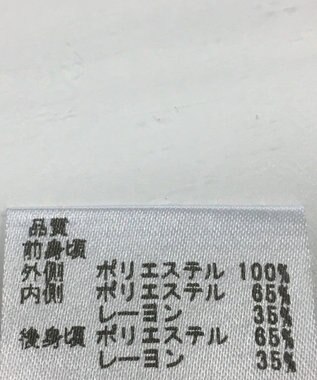 品質
前身頃
外側 ポリエステル 100%
内側 ポリエステル 65%
レーヨン 35%
後身頃 ポリエステル 65%
レーヨン 35%